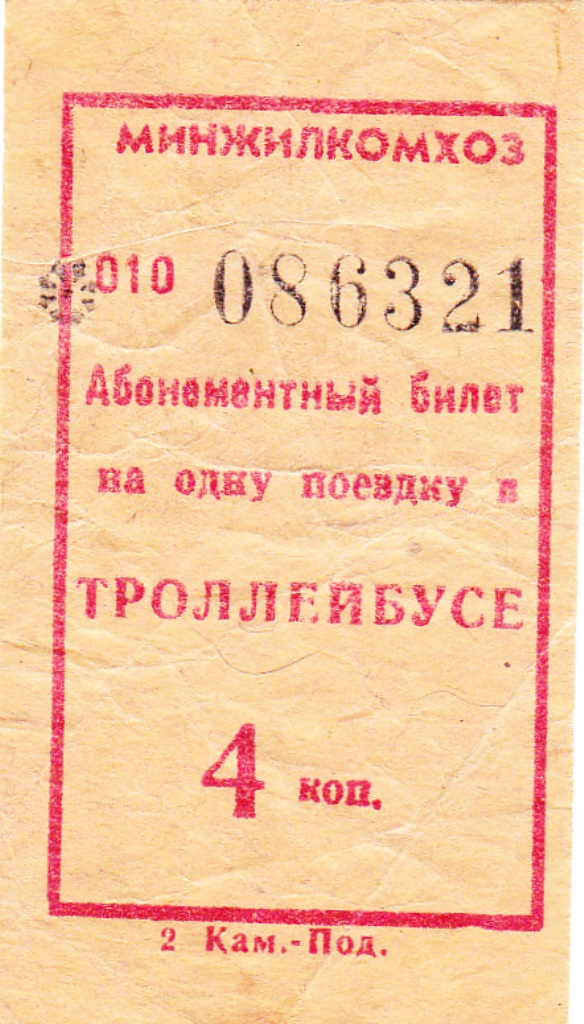 МИНЖИЛКОМХОЗ
010 086321
Абонементный билет
на одну поездку в
ТРОЛЛЕЙБУСЕ
4 коп.
2 Кам.-Под.